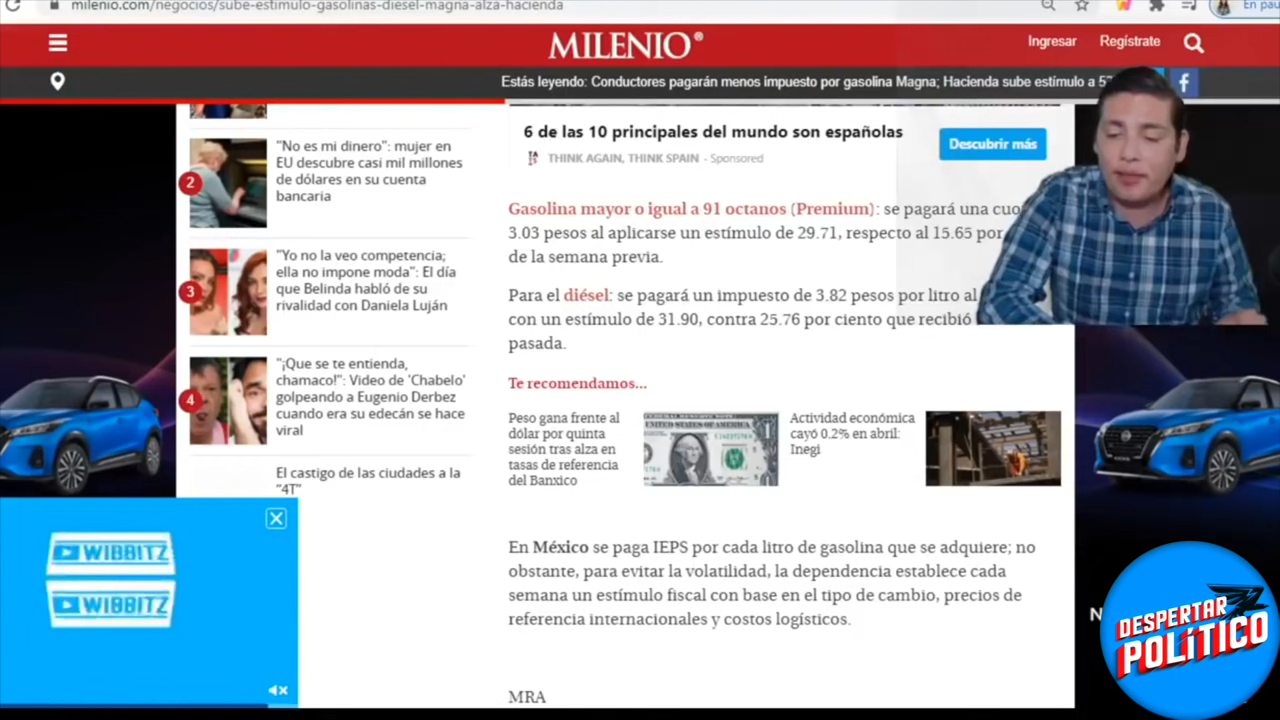 milenio.com/negocios/sube-estimulo-gasolinas-diesel-magna-alza-hacienda
En pau
MILENIO
Ingresar
Regístrate
Estás leyendo: Conductores pagarán menos impuesto por gasolina Magna; Hacienda sube estímulo a
f
6 de las 10 principales del mundo son españolas
THINK AGAIN, THINK SPAIN - Sponsored
Descubrir más
2
"No es mi dinero": mujer en
EU descubre casi mil millones
de dólares en su cuenta
bancaria
3
"Yo no la veo competencia;
ella no impone moda": El día
que Belinda habló de su
rivalidad con Daniela Luján
4
"¡Que se te entienda,
chamaco!": Video de 'Chabelo'
golpeando a Eugenio Derbez
cuando era su edecán se hace
viral
El castigo de las ciudades a la
"4T"
Gasolina mayor o igual a 91 octanos (Premium): se pagará una cuo
3.03 pesos al aplicarse un estímulo de 29.71, respecto al 15.65 por
de la semana previa.
Para el diésel: se pagará un impuesto de 3.82 pesos por litro al
con un estímulo de 31.90, contra 25.76 por ciento que recibió
pasada.
Te recomendamos...
Peso gana frente al
dólar por quinta
sesión tras alza en
tasas de referencia
del Banxico
Actividad económica
cayó 0.2% en abril:
Inegi
En México se paga IEPS por cada litro de gasolina que se adquiere; no
obstante, para evitar la volatilidad, la dependencia establece cada
semana un estímulo fiscal con base en el tipo de cambio, precios de
referencia internacionales y costos logísticos.
MRA
WIBBITZ
WIBBITZ
N
DESPERTAR
POLÍTICO